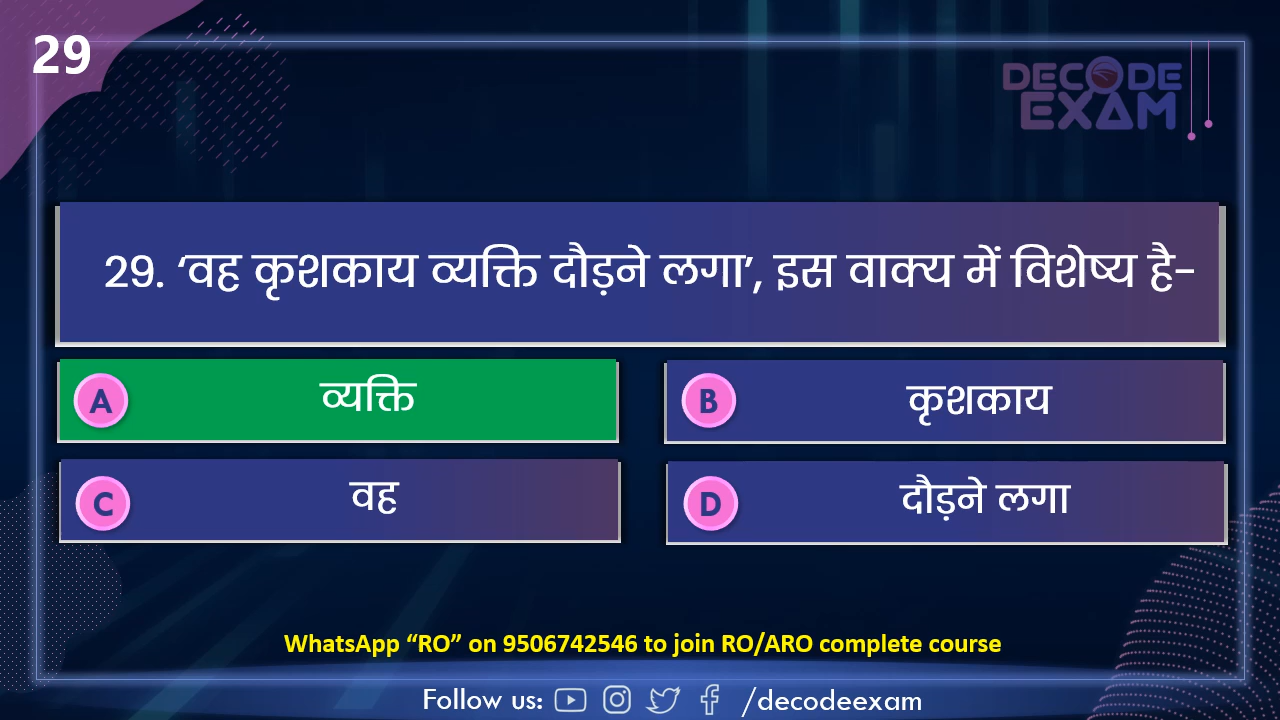 29
DECODE
EXAM
29. ‘वह कृशकाय व्यक्ति दौड़ने लगा’, इस वाक्य में विशेष्य है-
A व्यक्ति
B कृशकाय
C वह
D दौड़ने लगा
WhatsApp “RO” on 9506742546 to join RO/ARO complete course
Follow us: /decodeexam